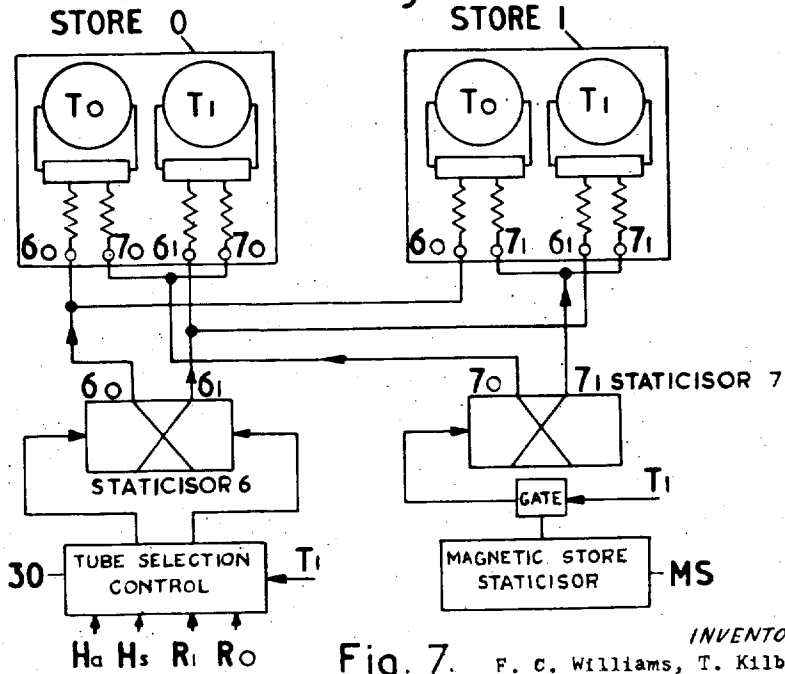 STORE 0
STORE 1
T0
T1
T0
T1
60
70
61
70
60
71
61
71
60
61
70
71 STATICISOR 7
STATICISOR 6
GATE
T1
30
TUBE SELECTION
CONTROL
T1
MAGNETIC STORE
STATICISOR
MS
Ha Hs R1 R0
INVENTO
Fig. 7. F. C. Williams, T. Kilb